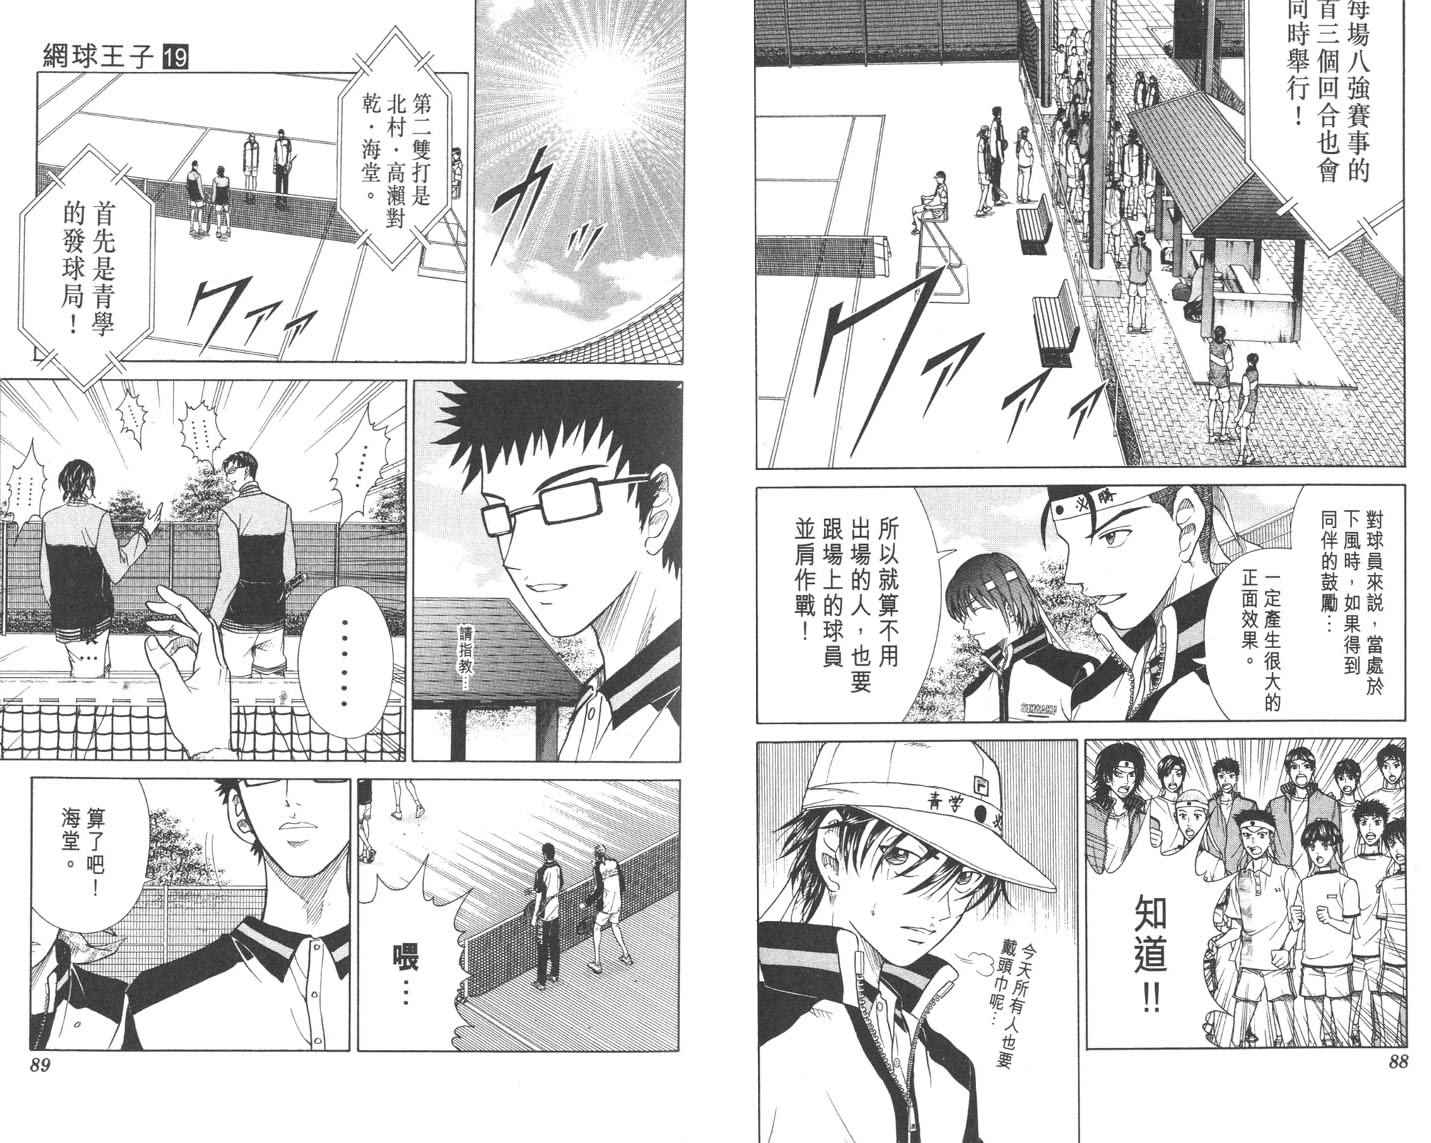 每場八強賽事的
首三個回合也會
同時舉行！
ワァァ
對球員來說，當處於
下風時，如果得到
同伴的鼓勵…
一定產生很大的
正面效果。
必勝
所以就算不用
出場的人，也要
跟場上的球員
並肩作戰！
SEIGAKU
知道!!
青学
必
今天所有人也要
戴頭巾呢…
88
網球王子19
第二雙打是
北村·高瀨對
乾·海堂。
首先是青學
的發球局！
ワァァ
請指教…
………
………
喂…
算了吧！
海堂。
89